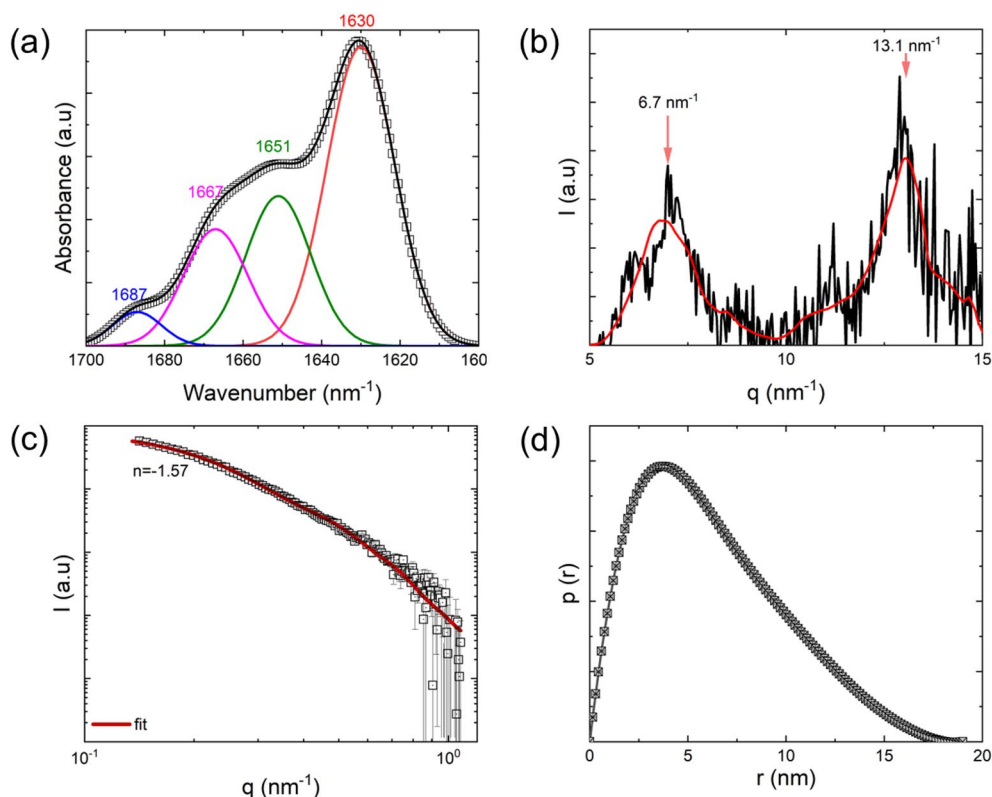 (a)
1630
1651
1667
1687
Absorbance (a.u)
1700 1680 1660 1640 1620 160
Wavenumber (nm⁻¹)
(b)
6.7 nm⁻¹
13.1 nm⁻¹
I (a.u)
5 10 15
q (nm⁻¹)
(c)
n=-1.57
I (a.u)
fit
10⁻¹ 10⁰
q (nm⁻¹)
(d)
p (r)
0 5 10 15 20
r (nm)